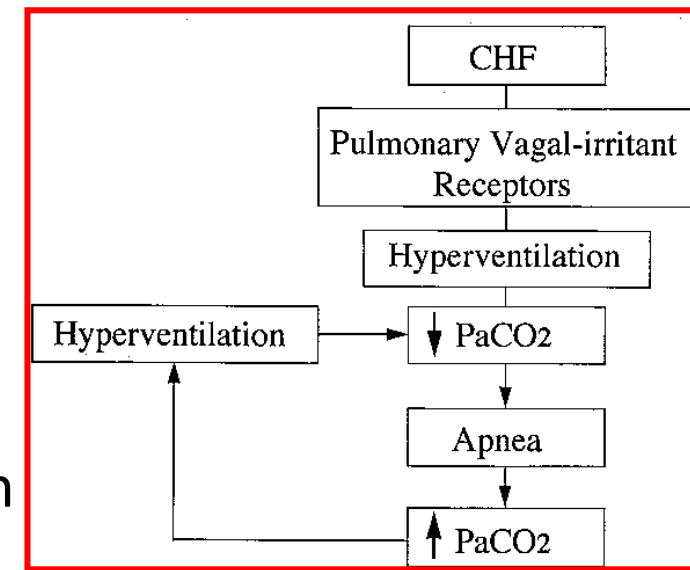 CHF
Pulmonary Vagal-irritant
Receptors
Hyperventilation
Hyperventilation
↓ PaCO2
Apnea
n
↑ PaCO2